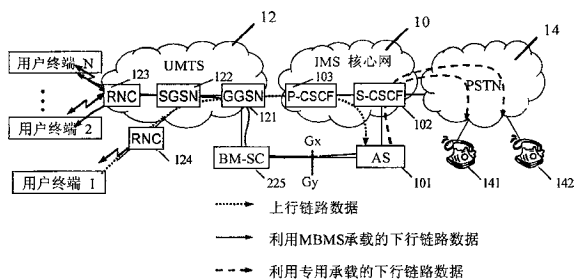 12
10
14
用户终端 N
UMTS
IMS 核心网
PSTN
123
122
103
RNC
SGSN
GGSN
P-CSCF
S-CSCF
用户终端 2
121
102
RNC
124
Gx
用户终端 1
BM-SC
AS
Gy
225
101
141
142
上行链路数据
利用MBMS承载的下行链路数据
利用专用承载的下行链路数据